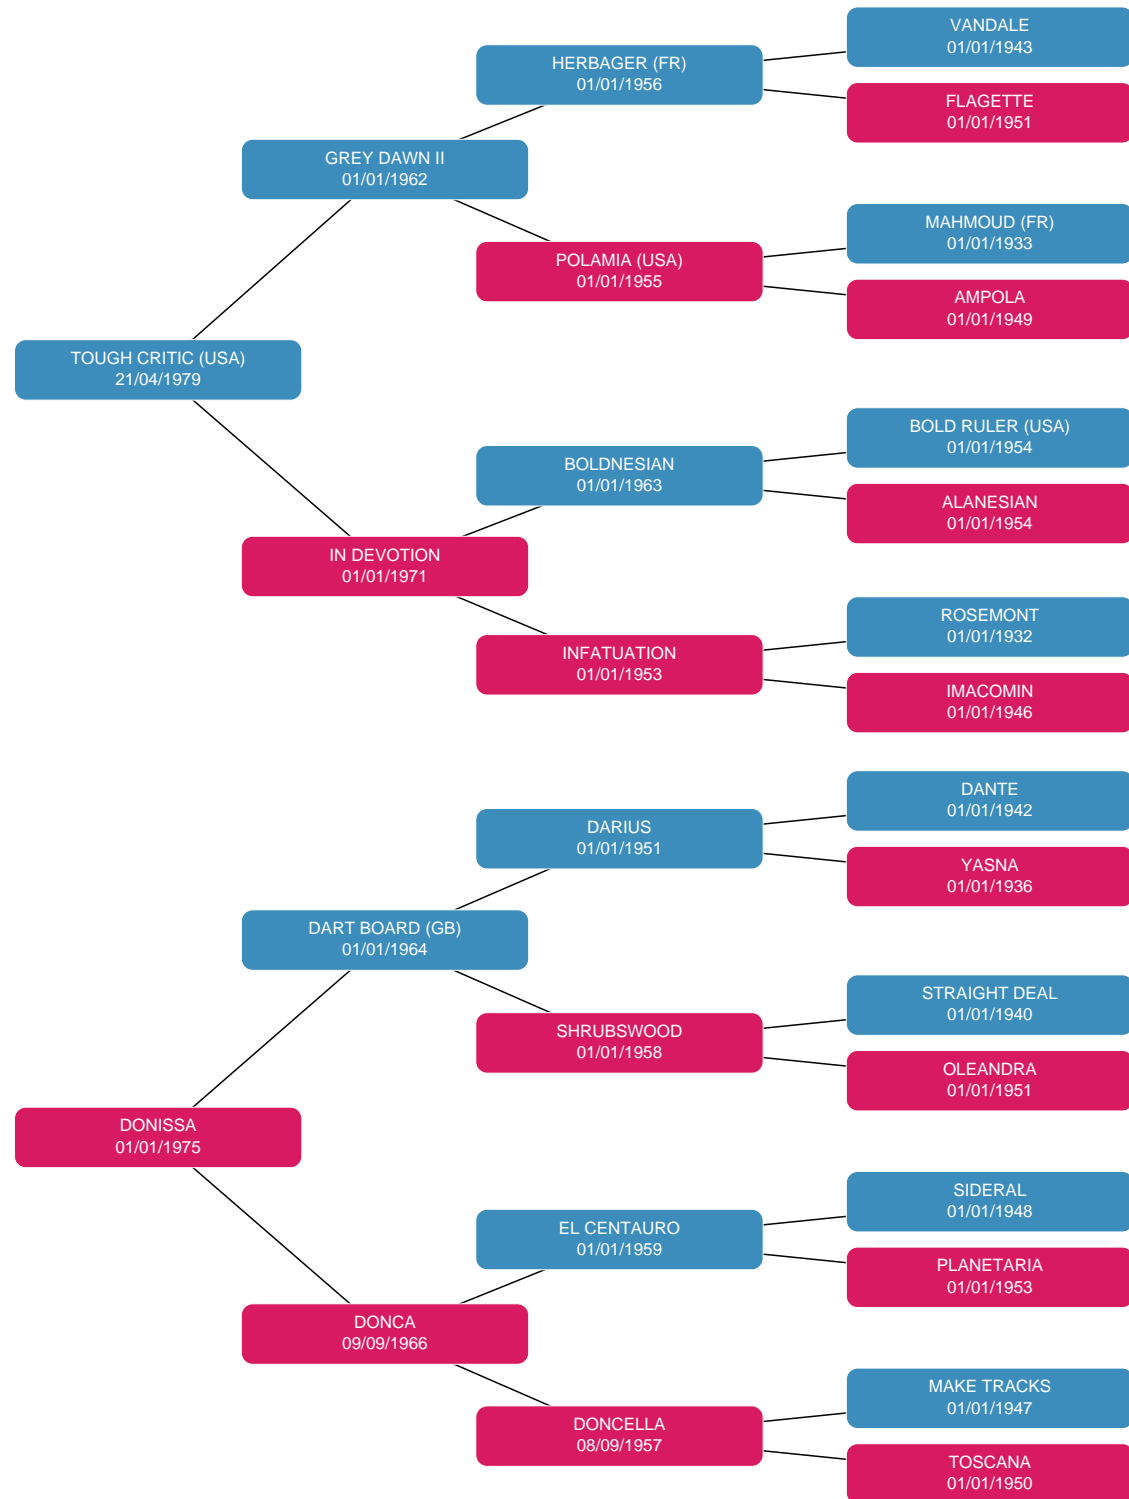 VANDALE
01/01/1943
HERBAGER (FR)
01/01/1956
FLAGETTE
01/01/1951
GREY DAWN II
01/01/1962
MAHMOUD (FR)
01/01/1933
POLAMIA (USA)
01/01/1955
AMPOLA
01/01/1949
TOUGH CRITIC (USA)
21/04/1979
BOLD RULER (USA)
01/01/1954
BOLDNESIAN
01/01/1963
ALANESIAN
01/01/1954
IN DEVOTION
01/01/1971
ROSEMONT
01/01/1932
INFATUATION
01/01/1953
IMACOMIN
01/01/1946
DANTE
01/01/1942
DARIUS
01/01/1951
YASNA
01/01/1936
DART BOARD (GB)
01/01/1964
STRAIGHT DEAL
01/01/1940
SHRUBSWOOD
01/01/1958
OLEANDRA
01/01/1951
DONISSA
01/01/1975
SIDERAL
01/01/1948
EL CENTAURO
01/01/1959
PLANETARIA
01/01/1953
DONCA
09/09/1966
MAKE TRACKS
01/01/1947
DONCELLA
08/09/1957
TOSCANA
01/01/1950